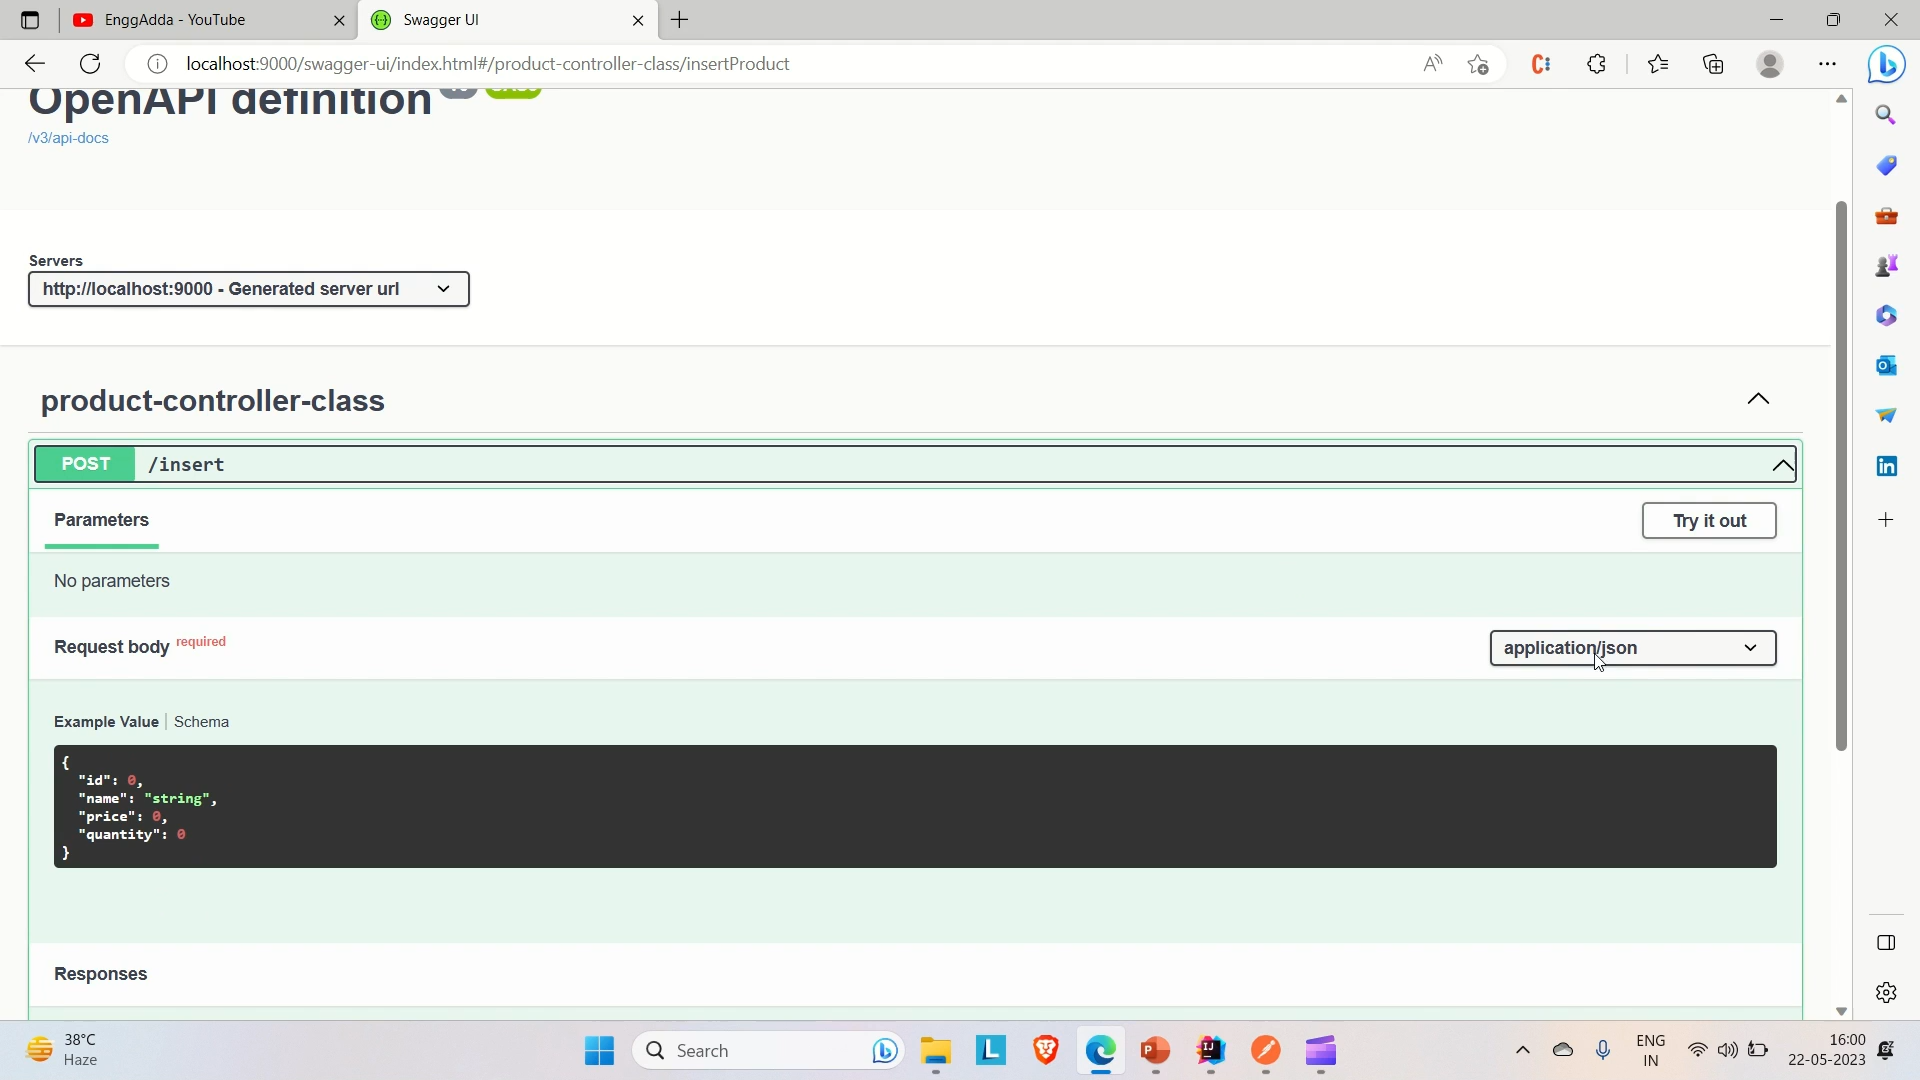 EnggAdda - YouTube
Swagger UI
localhost:9000/swagger-ui/index.html#/product-controller-class/insertProduct
OpenAPI definition
/v3/api-docs
Servers
http://localhost:9000 - Generated server url
product-controller-class
POST /insert
Parameters
Try it out
No parameters
Request body required
application/json
Example Value | Schema
{
"id": 0,
"name": "string",
"price": 0,
"quantity": 0
}
Responses
38°C
Haze
Search
ENG
IN
16:00
22-05-2023